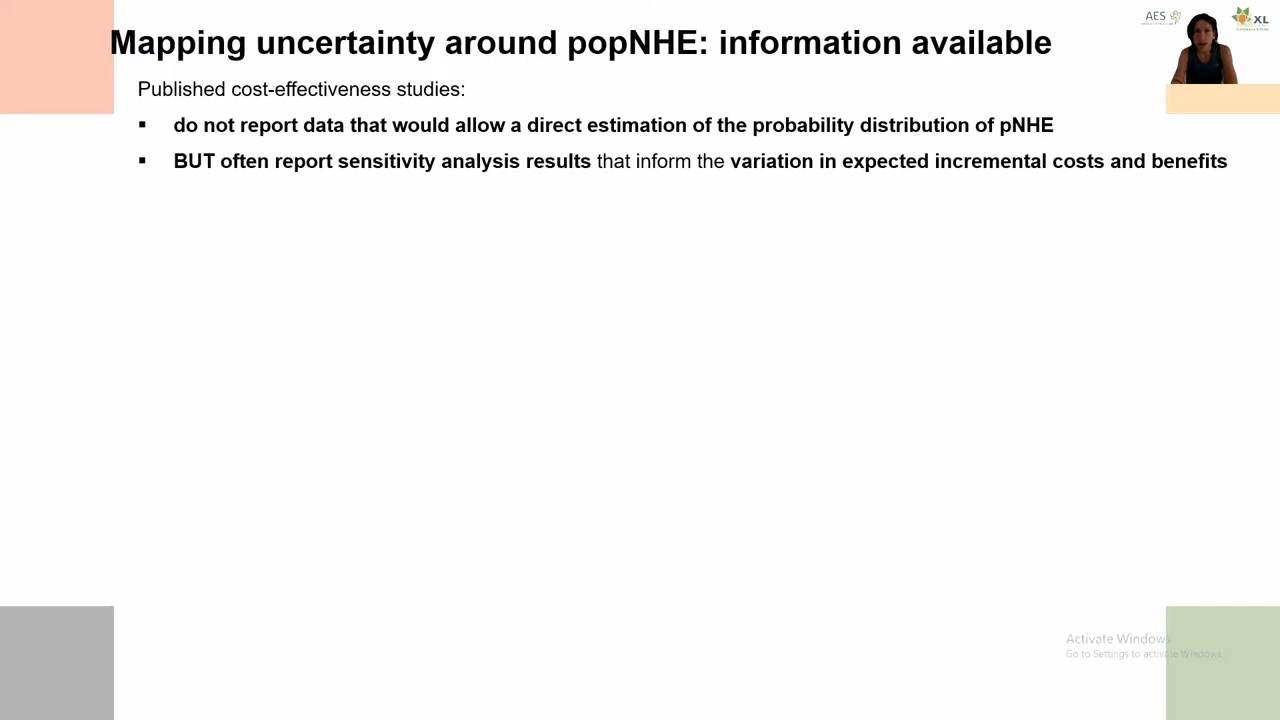 Mapping uncertainty around popNHE: information available
AES
XL
Published cost-effectiveness studies:
▪ do not report data that would allow a direct estimation of the probability distribution of pNHE
▪ BUT often report sensitivity analysis results that inform the variation in expected incremental costs and benefits
Activate Windows
Go to Settings to activate Windows.